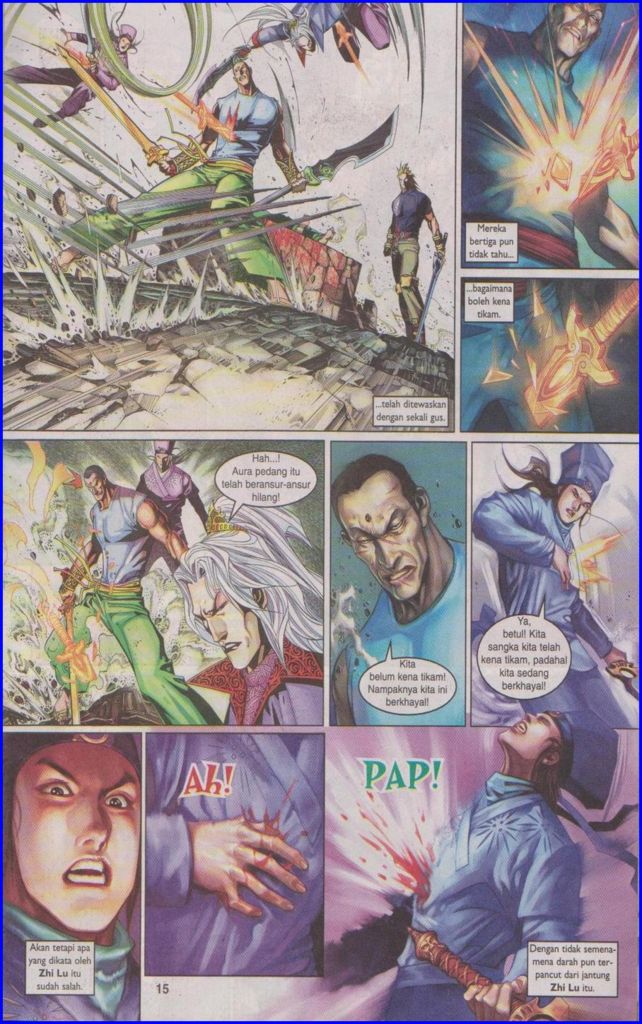 ...telah ditewaskan
dengan sekali gus.
Mereka
bertiga pun
tidak tahu...
...bagaimana
boleh kena
tikam.
Hah...!
Aura pedang itu
telah beransur-ansur
hilang!
Kita
belum kena tikam!
Nampaknya kita ini
berkhayal!
Ya,
betul! Kita
sangka kita telah
kena tikam, padahal
kita sedang
berkhayal!
Akan tetapi apa
yang dikata oleh
Zhi Lu itu
sudah salah.
Ah!
PAP!
Dengan tidak semena-
mena darah pun ter-
pancut dari jantung
Zhi Lu itu.
15